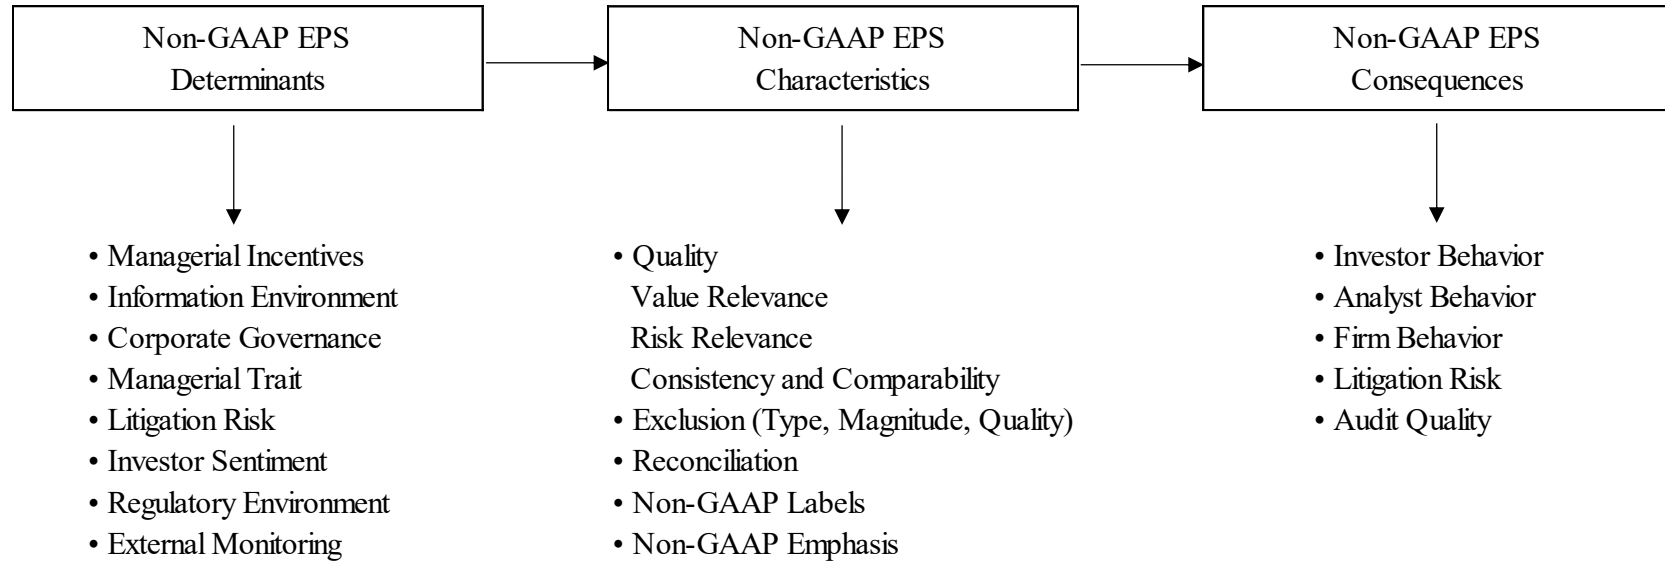 Non-GAAP EPS
Determinants
Non-GAAP EPS
Characteristics
Non-GAAP EPS
Consequences
• Managerial Incentives
• Information Environment
• Corporate Governance
• Managerial Trait
• Litigation Risk
• Investor Sentiment
• Regulatory Environment
• External Monitoring
• Quality
Value Relevance
Risk Relevance
Consistency and Comparability
• Exclusion (Type, Magnitude, Quality)
• Reconciliation
• Non-GAAP Labels
• Non-GAAP Emphasis
• Investor Behavior
• Analyst Behavior
• Firm Behavior
• Litigation Risk
• Audit Quality